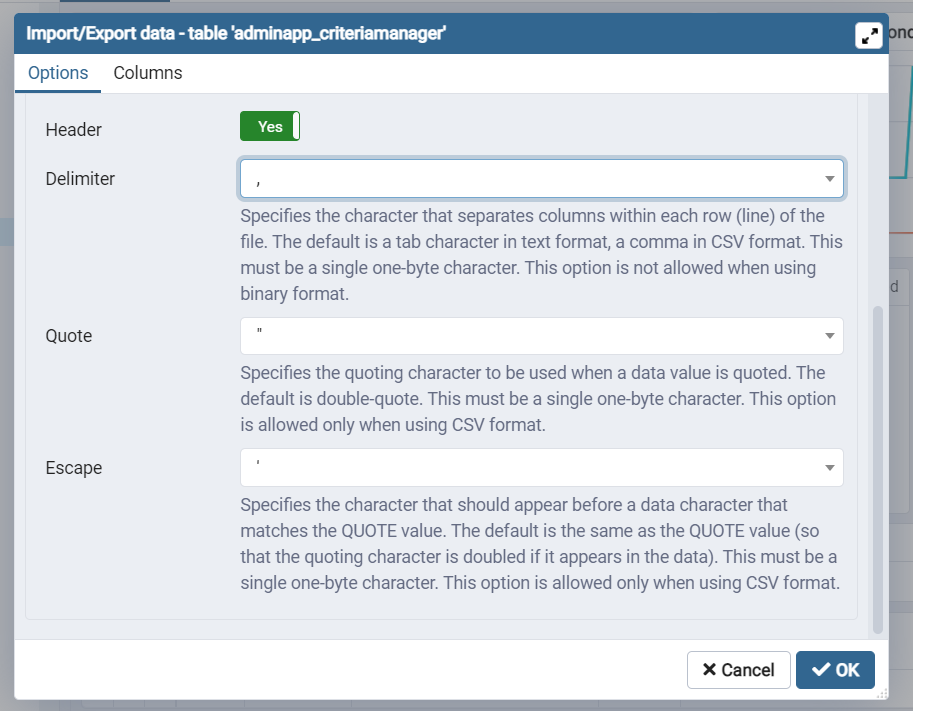 Import/Export data - table 'adminapp_criteriamanager'
Options Columns
Header Yes
Delimiter ,
Specifies the character that separates columns within each row (line) of the
file. The default is a tab character in text format, a comma in CSV format. This
must be a single one-byte character. This option is not allowed when using
binary format.
Quote "
Specifies the quoting character to be used when a data value is quoted. The
default is double-quote. This must be a single one-byte character. This option
is allowed only when using CSV format.
Escape '
Specifies the character that should appear before a data character that
matches the QUOTE value. The default is the same as the QUOTE value (so
that the quoting character is doubled if it appears in the data). This must be a
single one-byte character. This option is allowed only when using CSV format.
Cancel OK